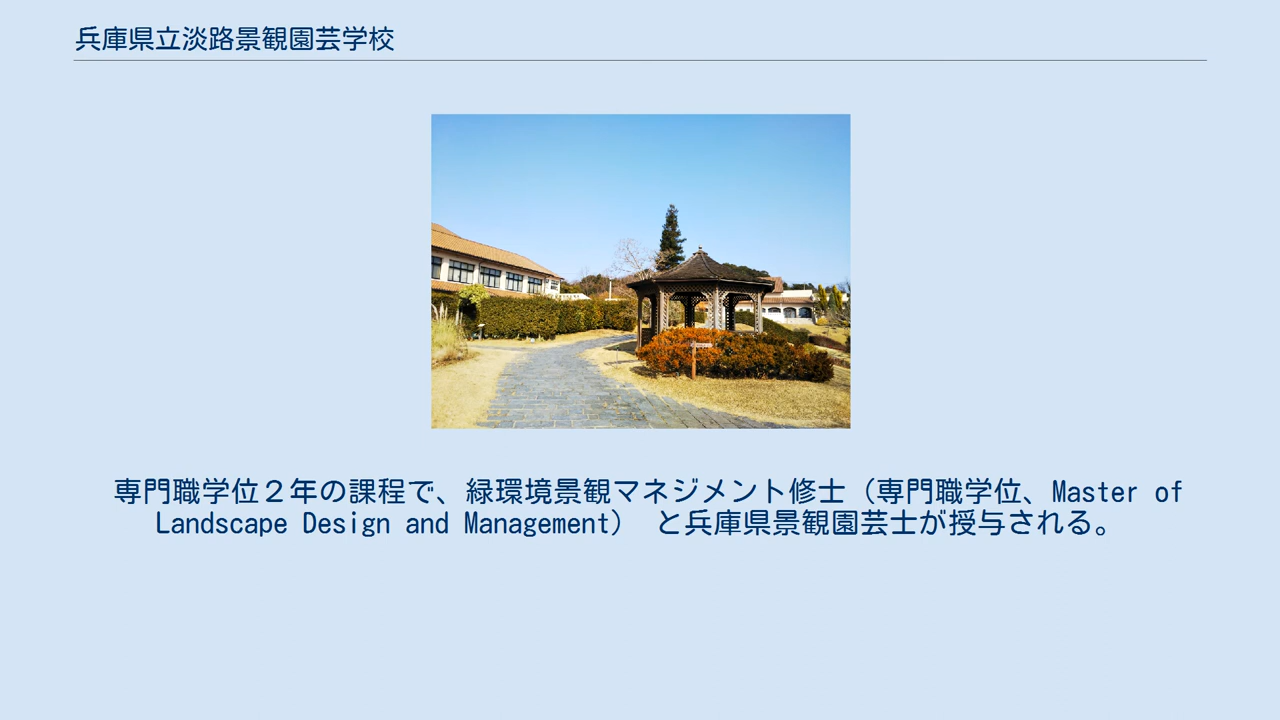 兵庫県立淡路景観園芸学校
専門職学位２年の課程で、緑環境景観マネジメント修士（専門職学位、Master of
Landscape Design and Management） と兵庫県景観園芸士が授与される。